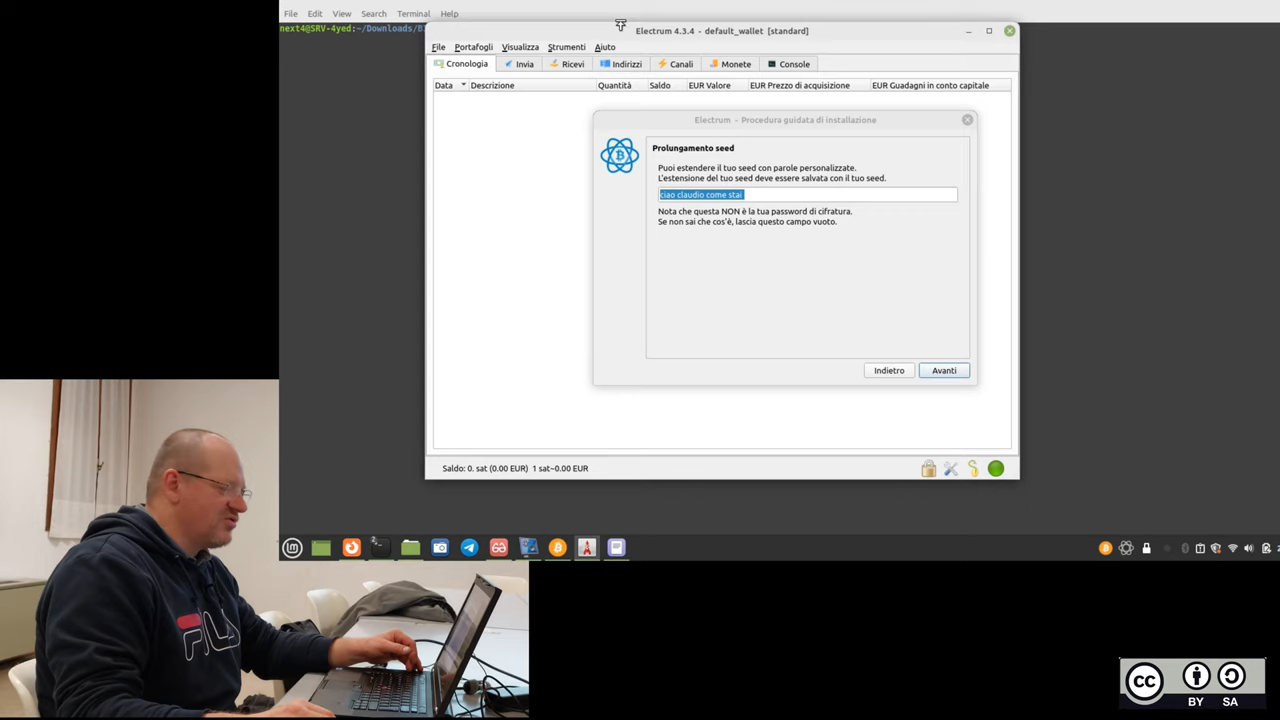 File Edit View Search Terminal Help
next4@SRV-4yed:~/Downloads/B
Electrum 4.3.4 - default_wallet [standard]
File Portafogli Visualizza Strumenti Aiuto
Cronologia Invia Ricevi Indirizzi Canali Monete Console
Data Descrizione Quantità Saldo EUR Valore EUR Prezzo di acquisizione EUR Guadagni in conto capitale
Electrum - Procedura guidata di installazione
Prolungamento seed
Puoi estendere il tuo seed con parole personalizzate.
L'estensione del tuo seed deve essere salvata con il tuo seed.
ciao claudio come stai
Nota che questa NON è la tua password di cifratura.
Se non sai che cos'è, lascia questo campo vuoto.
Indietro Avanti
Saldo: 0. sat (0.00 EUR) 1 sat~0.00 EUR
FILA
CC BY SA